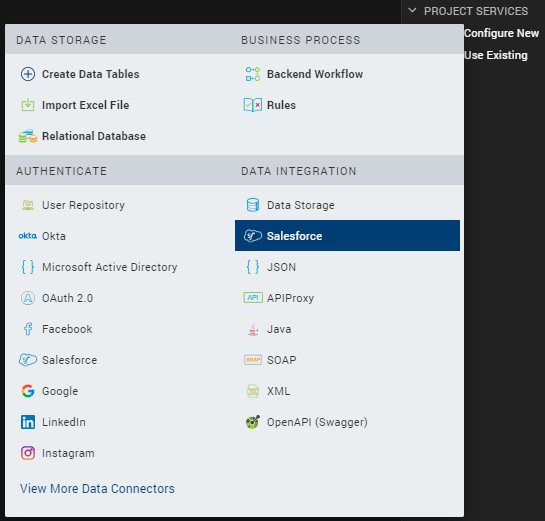 PROJECT SERVICES
Configure New
Use Existing
DATA STORAGE
Create Data Tables
Import Excel File
Relational Database
BUSINESS PROCESS
Backend Workflow
Rules
AUTHENTICATE
User Repository
okta Okta
{ } Microsoft Active Directory
OAuth 2.0
Facebook
Salesforce
Google
in LinkedIn
Instagram
DATA INTEGRATION
Data Storage
sf Salesforce
{ } JSON
API APIProxy
Java
SOAP SOAP
XML
OpenAPI (Swagger)
View More Data Connectors